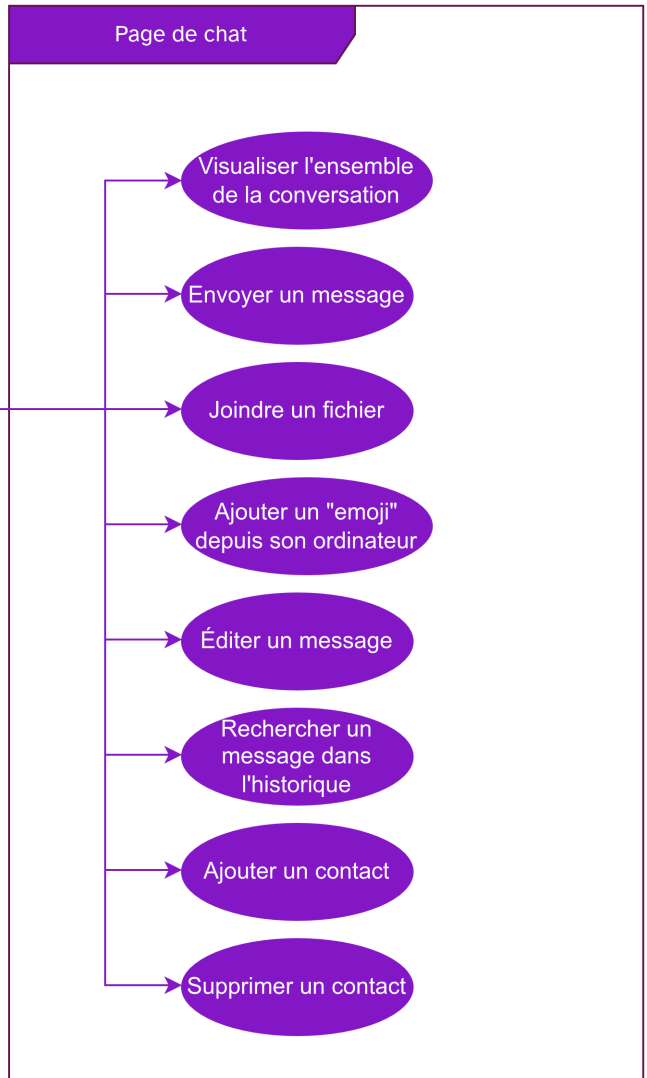 Page de chat
Visualiser l'ensemble
de la conversation
Envoyer un message
Joindre un fichier
Ajouter un "emoji"
depuis son ordinateur
Éditer un message
Rechercher un
message dans
l'historique
Ajouter un contact
Supprimer un contact